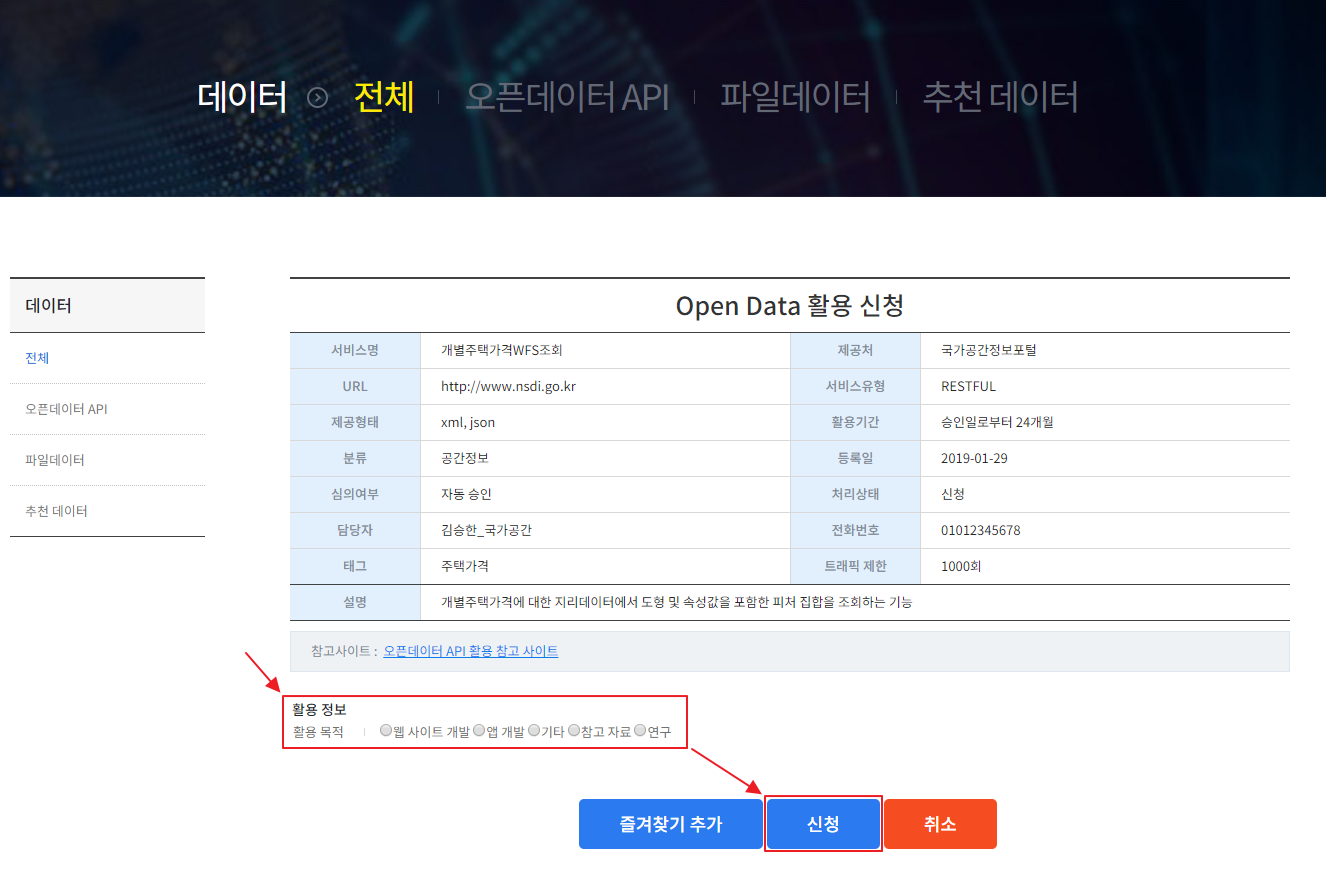 데이터 전체 오픈데이터 API 파일데이터 추천 데이터
데이터
전체
오픈데이터 API
파일데이터
추천 데이터
Open Data 활용 신청
서비스명 개별주택가격WFS조회 제공처 국가공간정보포털
URL http://www.nsdi.go.kr 서비스유형 RESTFUL
제공형태 xml, json 활용기간 승인일로부터 24개월
분류 공간정보 등록일 2019-01-29
심의여부 자동 승인 처리상태 신청
담당자 김승한_국가공간 전화번호 01012345678
태그 주택가격 트래픽 제한 1000회
설명 개별주택가격에 대한 지리데이터에서 도형 및 속성값을 포함한 피처 집합을 조회하는 기능
참고사이트 : 오픈데이터 API 활용 참고 사이트
활용 정보
활용 목적 웹 사이트 개발 앱 개발 기타 참고 자료 연구
즐겨찾기 추가 신청 취소